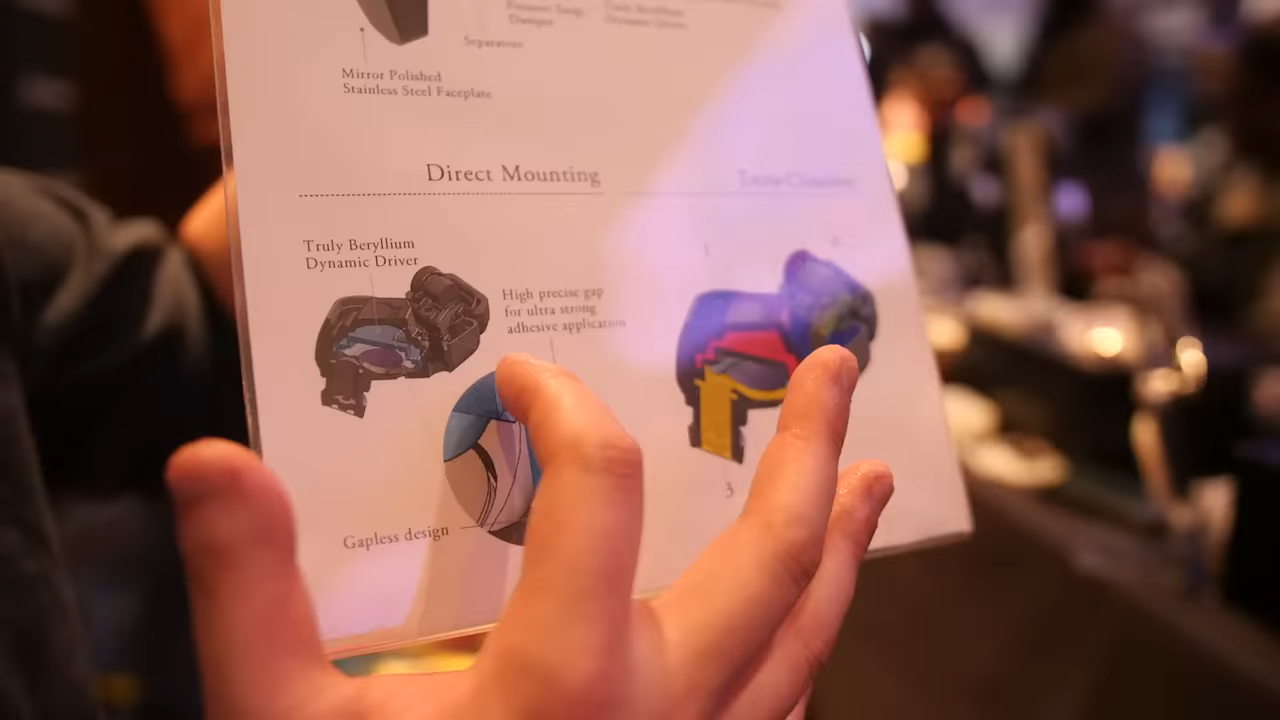 Separator
Mirror Polished
Stainless Steel Faceplate
Direct Mounting
Truly Beryllium
Dynamic Driver
High precise gap
for ultra strong
adhesive application
Gapless design
3